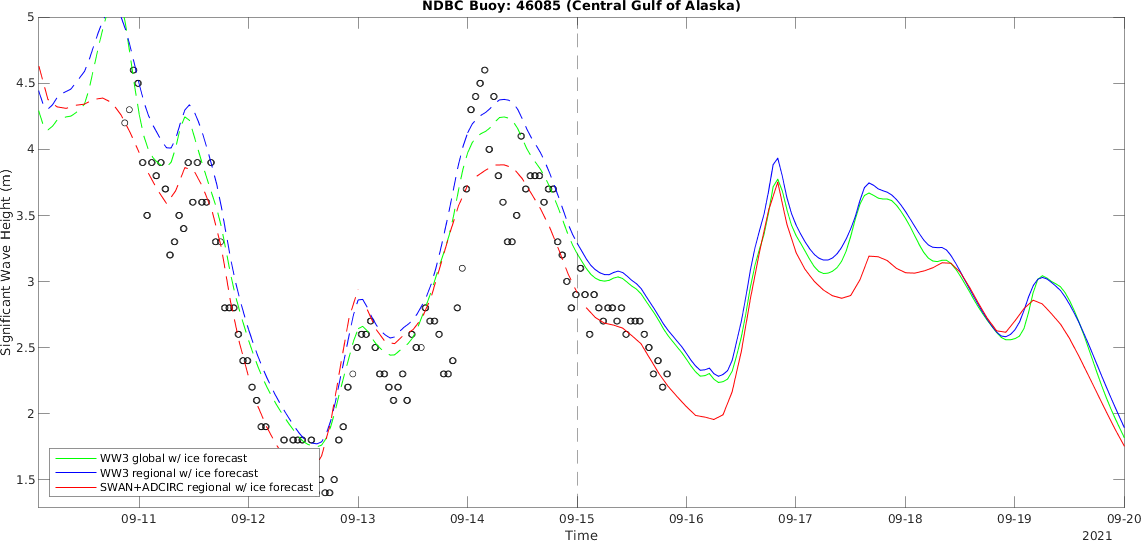 NDBC Buoy: 46085 (Central Gulf of Alaska)
Significant Wave Height (m)
5
4.5
4
3.5
3
2.5
2
1.5
WW3 global w/ ice forecast
WW3 regional w/ ice forecast
SWAN+ADCIRC regional w/ ice forecast
09-11 09-12 09-13 09-14 09-15 09-16 09-17 09-18 09-19 09-20
Time
2021